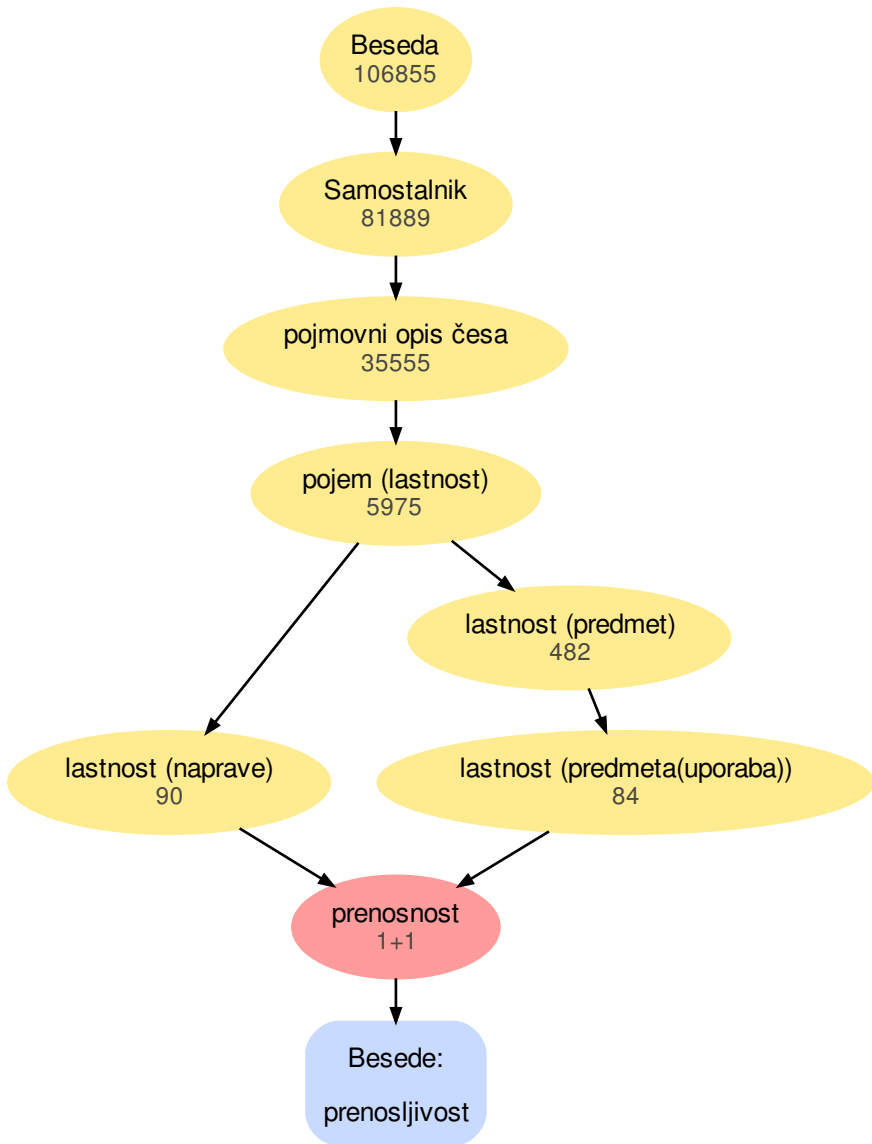 Beseda
106855
Samostalnik
81889
pojmovni opis česa
35555
pojem (lastnost)
5975
lastnost (predmet)
482
lastnost (naprave)
90
lastnost (predmeta(uporaba))
84
prenosnost
1+1
Besede:
prenosljivost